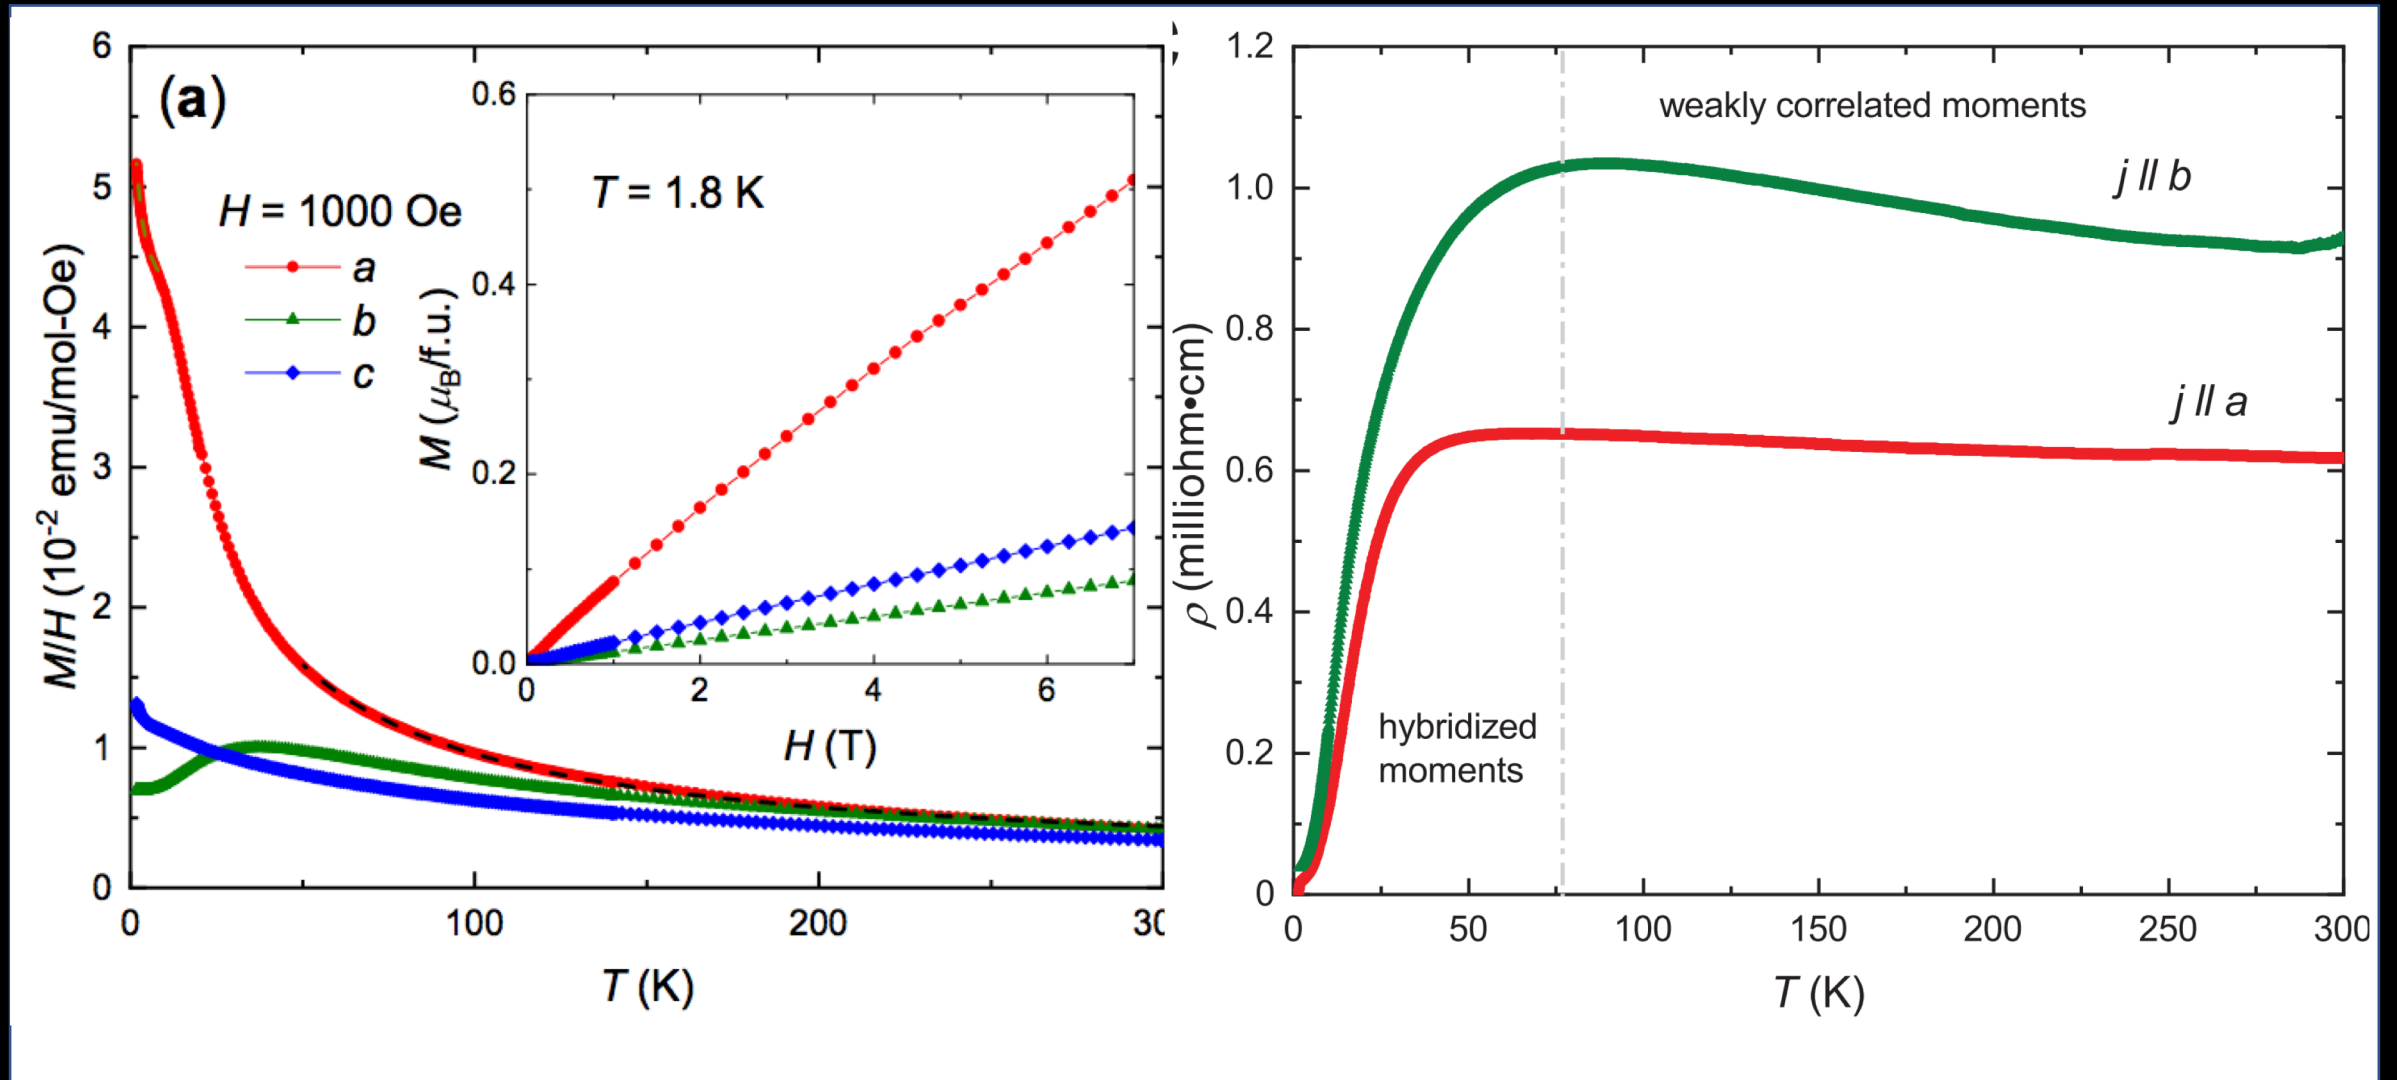 (a)
H = 1000 Oe
a
b
c
6
5
4
3
2
1
0
M/H (10⁻² emu/mol-Oe)
0
100
200
30
T (K)
T = 1.8 K
0.6
0.4
0.2
0.0
M (μB/f.u.)
0
2
4
6
H (T)
weakly correlated moments
j || b
j || a
hybridized
moments
1.2
1.0
0.8
0.6
0.4
0.2
0
ρ (milliohm•cm)
0
50
100
150
200
250
300
T (K)